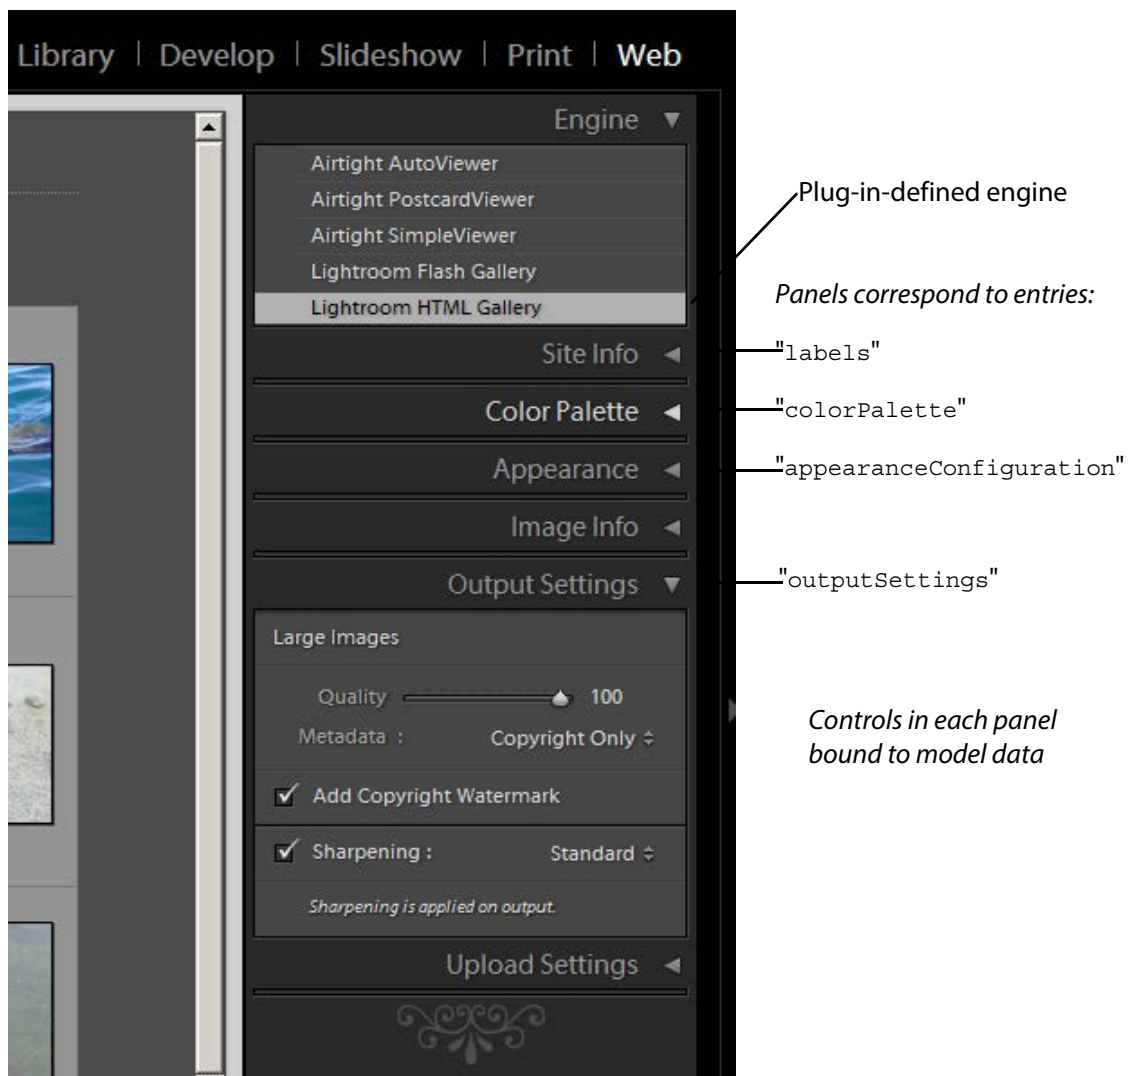 Library | Develop | Slideshow | Print | Web
Engine
Airtight AutoViewer
Airtight PostcardViewer
Airtight SimpleViewer
Lightroom Flash Gallery
Lightroom HTML Gallery
Plug-in-defined engine
Panels correspond to entries:
Site Info
"labels"
Color Palette
"colorPalette"
Appearance
"appearanceConfiguration"
Image Info
Output Settings
"outputSettings"
Large Images
Quality 100
Metadata : Copyright Only
Controls in each panel
bound to model data
Add Copyright Watermark
Sharpening : Standard
Sharpening is applied on output.
Upload Settings